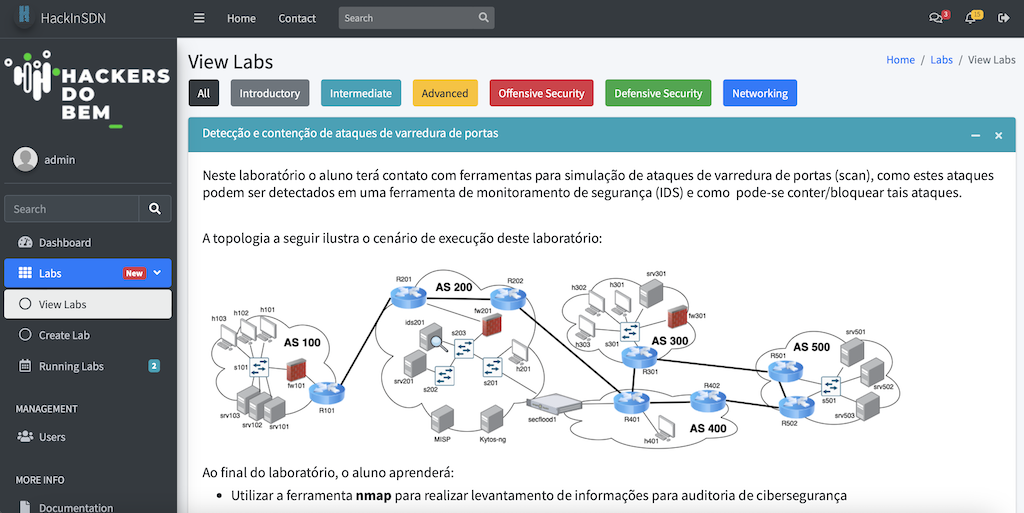 HackInSDN
Home
Contact
Search
3
15
HACKERS
DO
BEM
admin
Search
Dashboard
Labs New
View Labs
Create Lab
Running Labs 2
MANAGEMENT
Users
MORE INFO
Documentation
View Labs
Home / Labs / View Labs
All Introductory Intermediate Advanced Offensive Security Defensive Security Networking
Detecção e contenção de ataques de varredura de portas
Neste laboratório o aluno terá contato com ferramentas para simulação de ataques de varredura de portas (scan), como estes ataques
podem ser detectados em uma ferramenta de monitoramento de segurança (IDS) e como pode-se conter/bloquear tais ataques.
A topologia a seguir ilustra o cenário de execução deste laboratório:
h103
h102
h101
AS 100
s101
fw101
srv103
srv102
srv101
R101
R201
AS 200
R202
ids201
fw201
s203
srv201
s202
s201
h201
MISP
Kytos-ng
secflood1
h302
h301
srv301
fw301
h303
s301
AS 300
R301
R401
R402
h401
AS 400
AS 500
srv501
R501
srv502
s501
R502
srv503
Ao final do laboratório, o aluno aprenderá:
• Utilizar a ferramenta nmap para realizar levantamento de informações para auditoria de cibersegurança